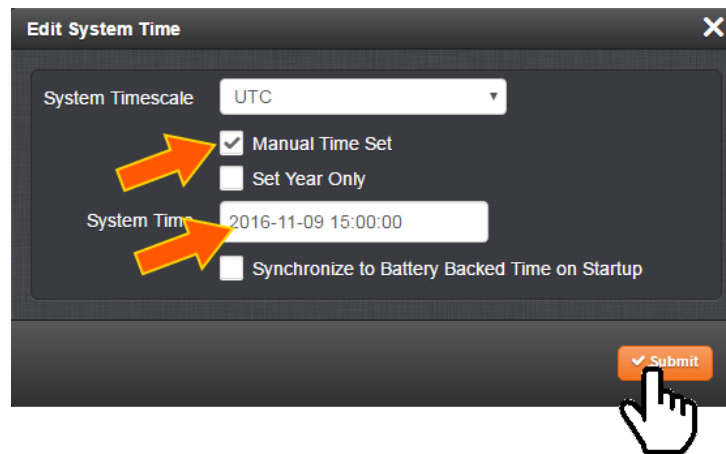 Edit System Time
System Timescale UTC
Manual Time Set
Set Year Only
System Time 2016-11-09 15:00:00
Synchronize to Battery Backed Time on Startup
Submit